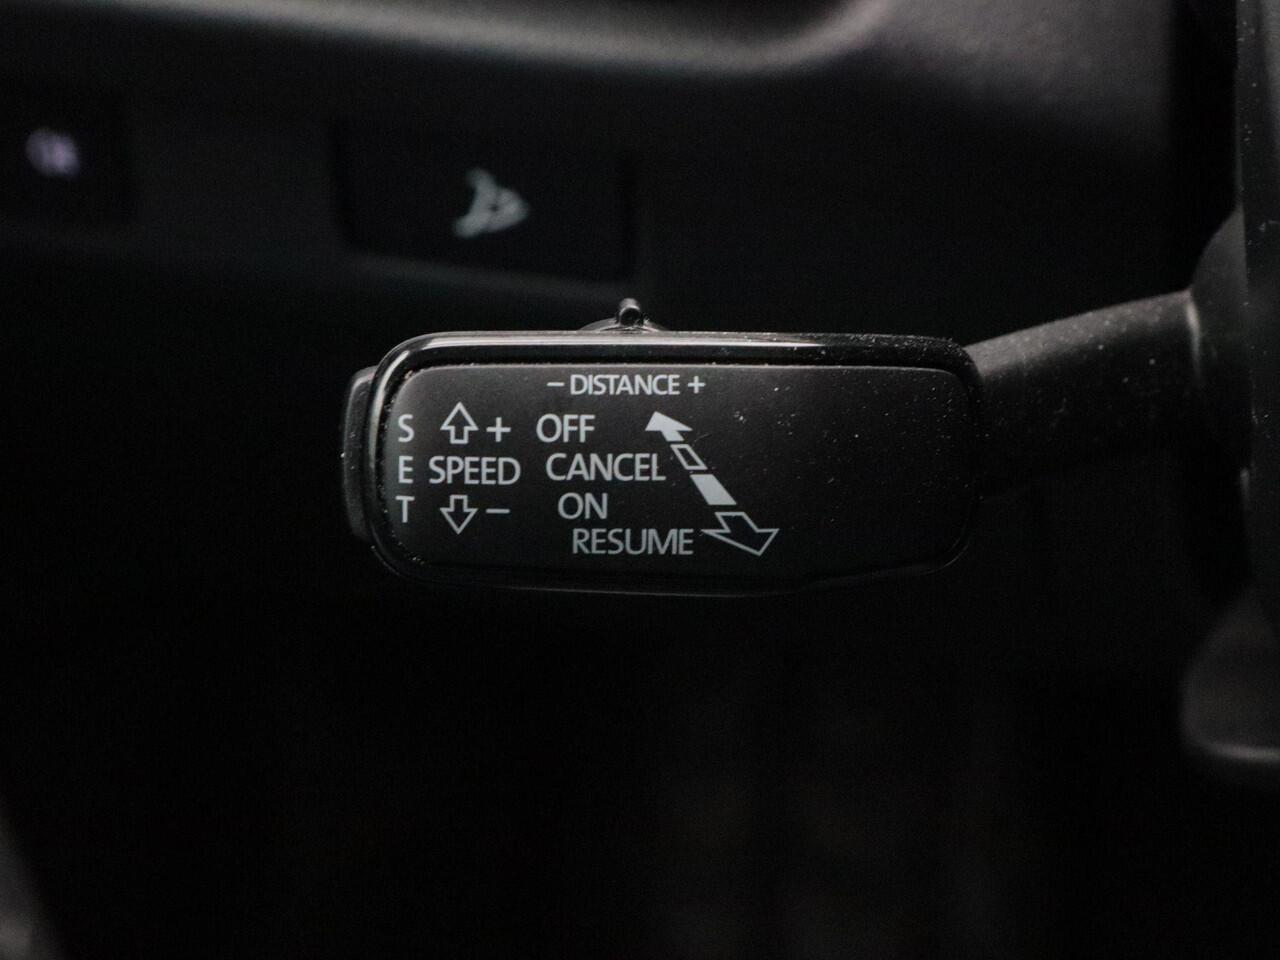 − DISTANCE +
S + OFF
E SPEED CANCEL
T − ON
RESUME